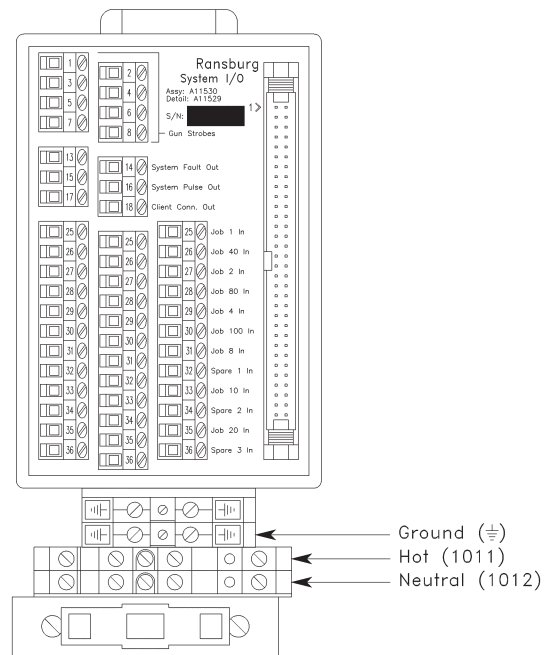 Ransburg
System I/O
Assy: A11530
Detail: A11529
S/N:
1>
1
2
3
4
5
6
7
8
Gun Strobes
13
14 System Fault Out
15
16 System Pulse Out
17
18 Client Conn. Out
25 25 25 Job 1 In
26 26 26 Job 40 In
27 27 27 Job 2 In
28 28 28 Job 80 In
29 29 29 Job 4 In
30 30 30 Job 100 In
31 31 31 Job 8 In
32 32 32 Spare 1 In
33 33 33 Job 10 In
34 34 34 Spare 2 In
35 35 35 Job 20 In
36 36 36 Spare 3 In
Ground (⏚)
Hot (1011)
Neutral (1012)